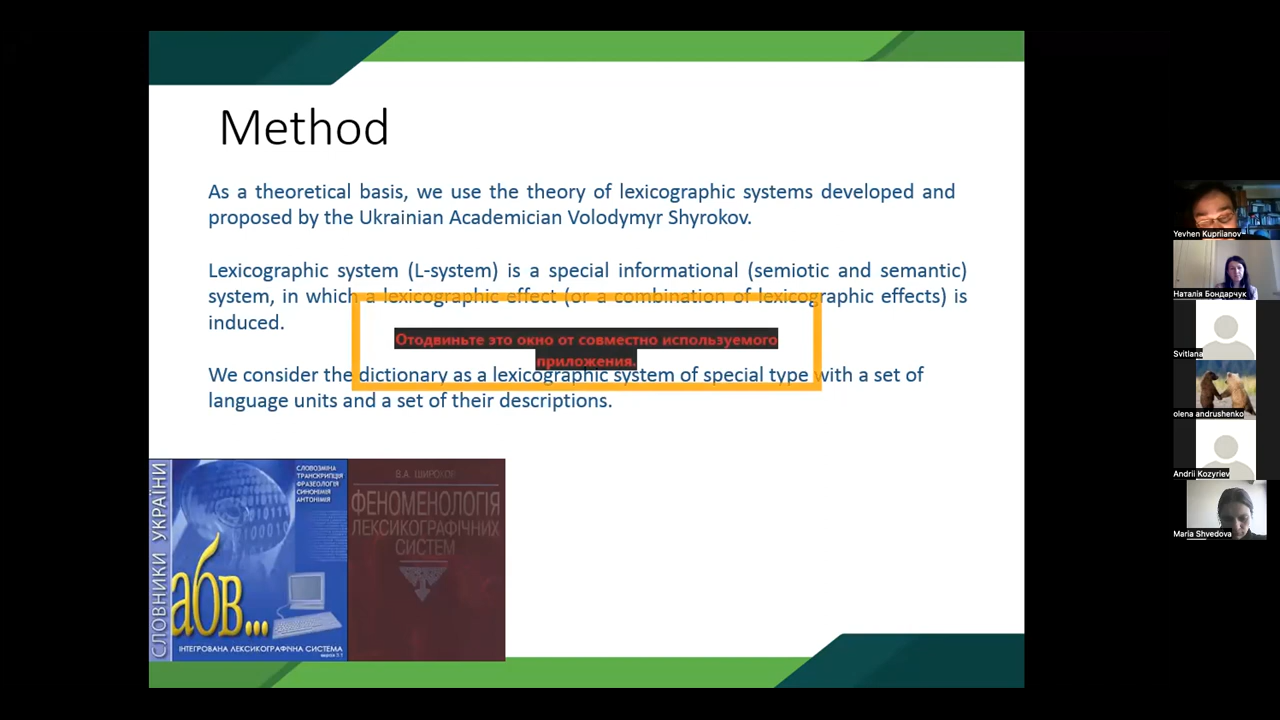 Method
As a theoretical basis, we use the theory of lexicographic systems developed and
proposed by the Ukrainian Academician Volodymyr Shyrokov.
Lexicographic system (L-system) is a special informational (semiotic and semantic)
system, in which a lexicographic effect (or a combination of lexicographic effects) is
induced.
Отодвиньте это окно от совместно используемого
приложения.
We consider the dictionary as a lexicographic system of special type with a set of
language units and a set of their descriptions.
СЛОВНИКИ УКРАЇНИ
СЛОВОЗМІНА
ТРАНСКРИПЦІЯ
ФРАЗЕОЛОГІЯ
СИНОНІМІЯ
АНТОНІМІЯ
абв...
ІНТЕГРОВАНА ЛЕКСИКОГРАФІЧНА СИСТЕМА
В.А. ШИРОКОВ
ФЕНОМЕНОЛОГІЯ
ЛЕКСИКОГРАФІЧНИХ
СИСТЕМ
Yevhen Kupriianov
Наталія Бондарчук
Svitlana
olena andrushenko
Andrii Kozyriev
Maria Shvedova